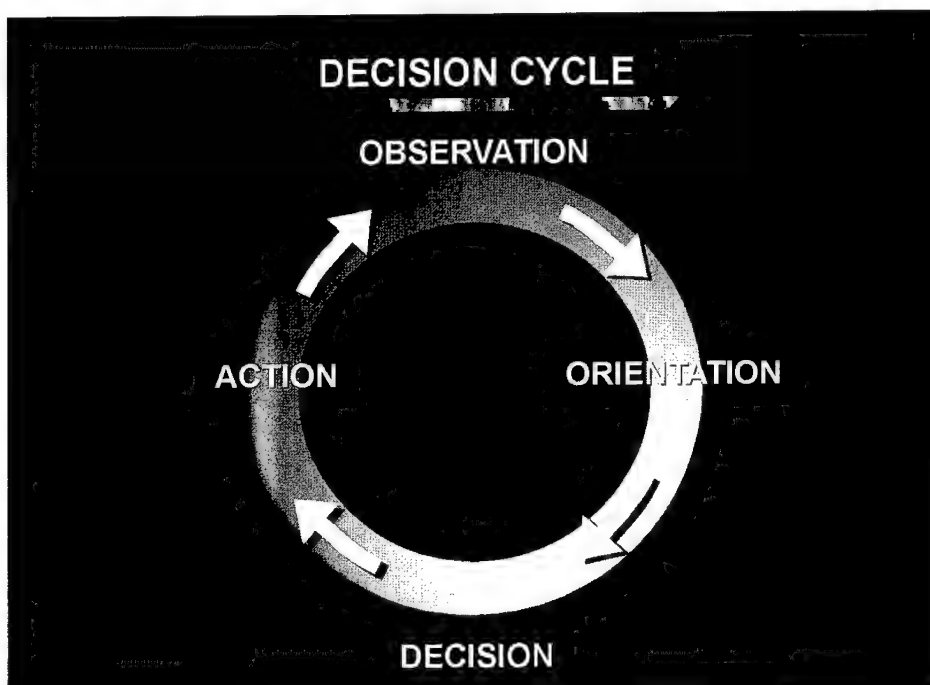 DECISION CYCLE
OBSERVATION
ACTION
ORIENTATION
DECISION